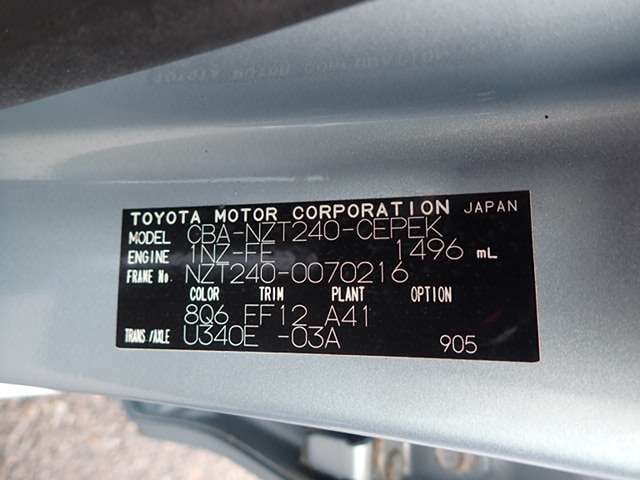 TOYOTA MOTOR CORPORATION JAPAN
MODEL CBA-NZT240-CEPEK
ENGINE 1NZ-FE 1496 mL
FRAME No. NZT240-0070216
COLOR TRIM PLANT OPTION
8Q6 FF12 A41
TRANS/AXLE U340E -03A 905